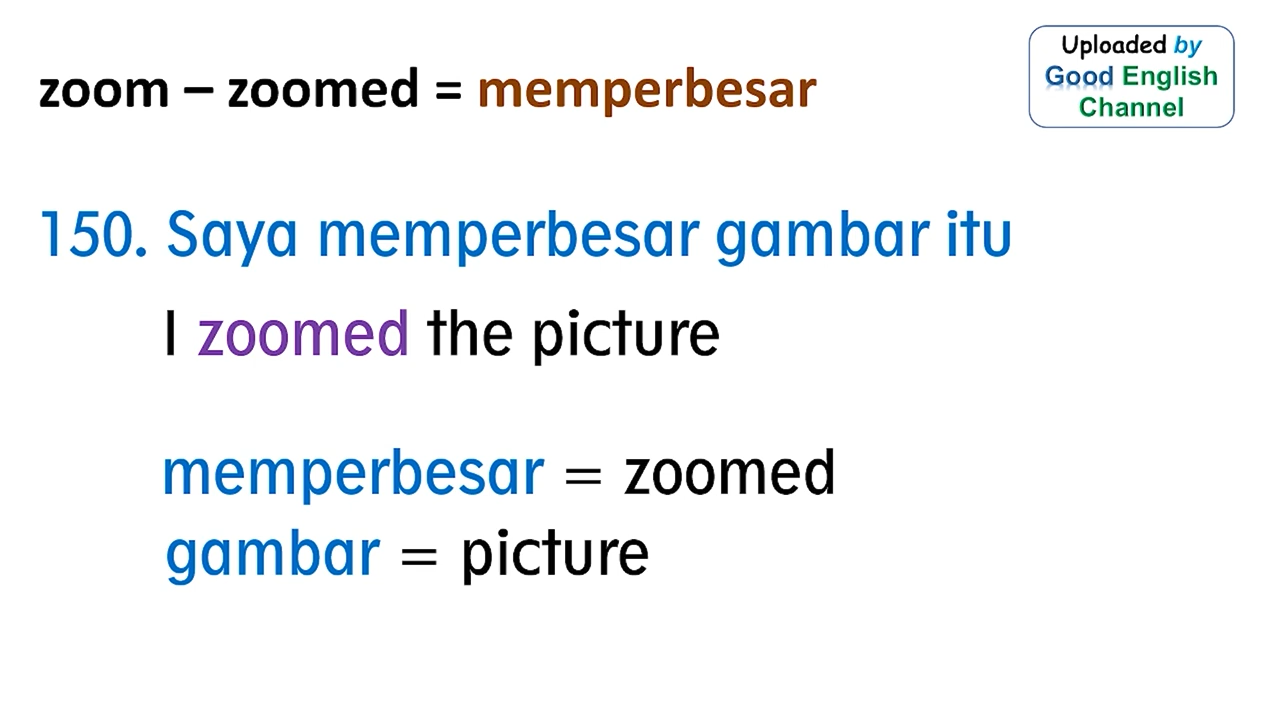 zoom – zoomed = memperbesar
Uploaded by
Good English
Channel
150. Saya memperbesar gambar itu
I zoomed the picture
memperbesar = zoomed
gambar = picture